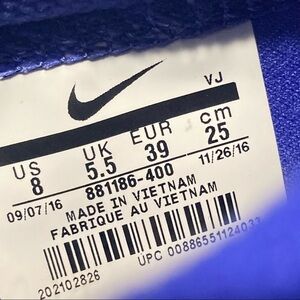 VJ
US UK EUR cm
8 5.5 39 25
09/07/16 881186-400 11/26/16
MADE IN VIETNAM
FABRIQUE AU VIETNAM
202102826